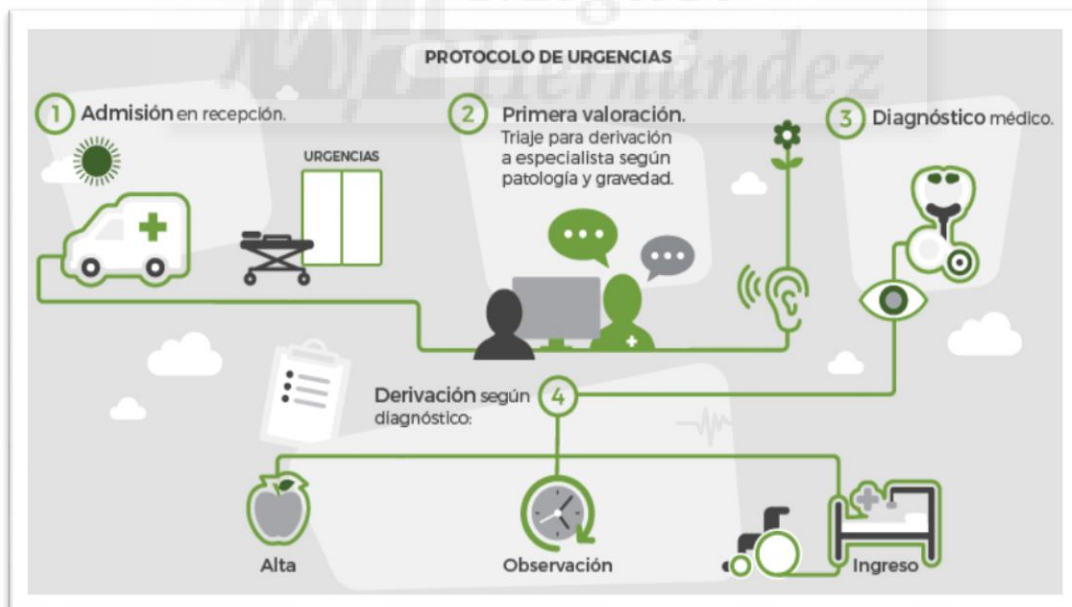 Hernández
PROTOCOLO DE URGENCIAS
1 Admisión en recepción.
URGENCIAS
2 Primera valoración.
Triaje para derivación
a especialista según
patología y gravedad.
3 Diagnóstico médico.
Derivación según
diagnóstico:
4
Alta
Observación
Ingreso